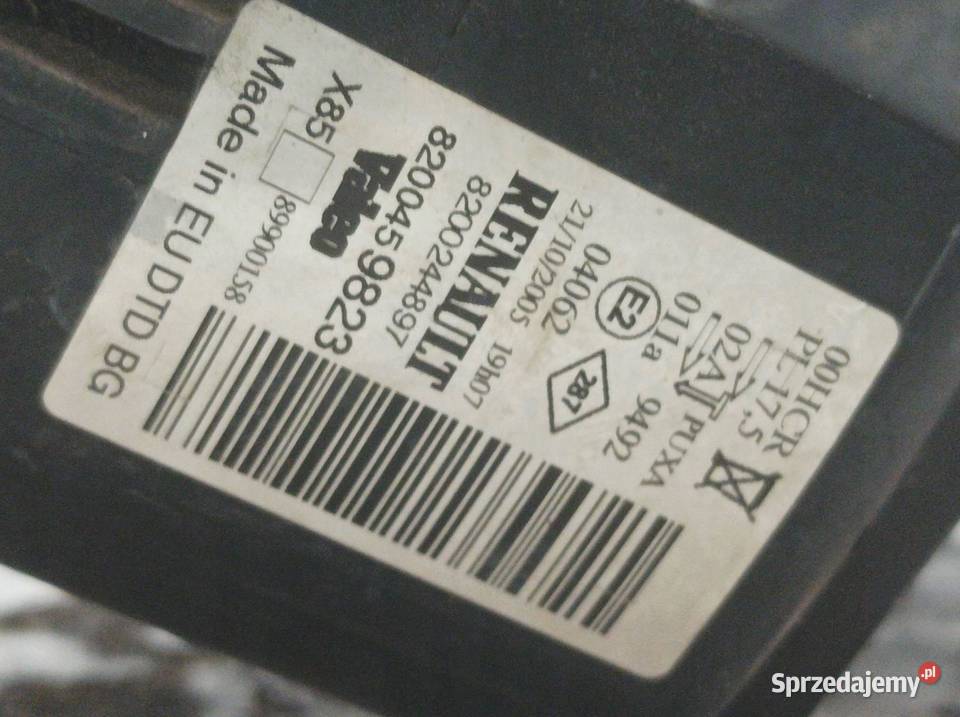 00HCR
PL-17,5
02A PUXA
011a 9492
E2
04062
287
21/10/2005 19h07
RENAULT
8200244897
8200459823
Valeo
X85
89900158
Made in EU DTD BG
Sprzedajemy.pl